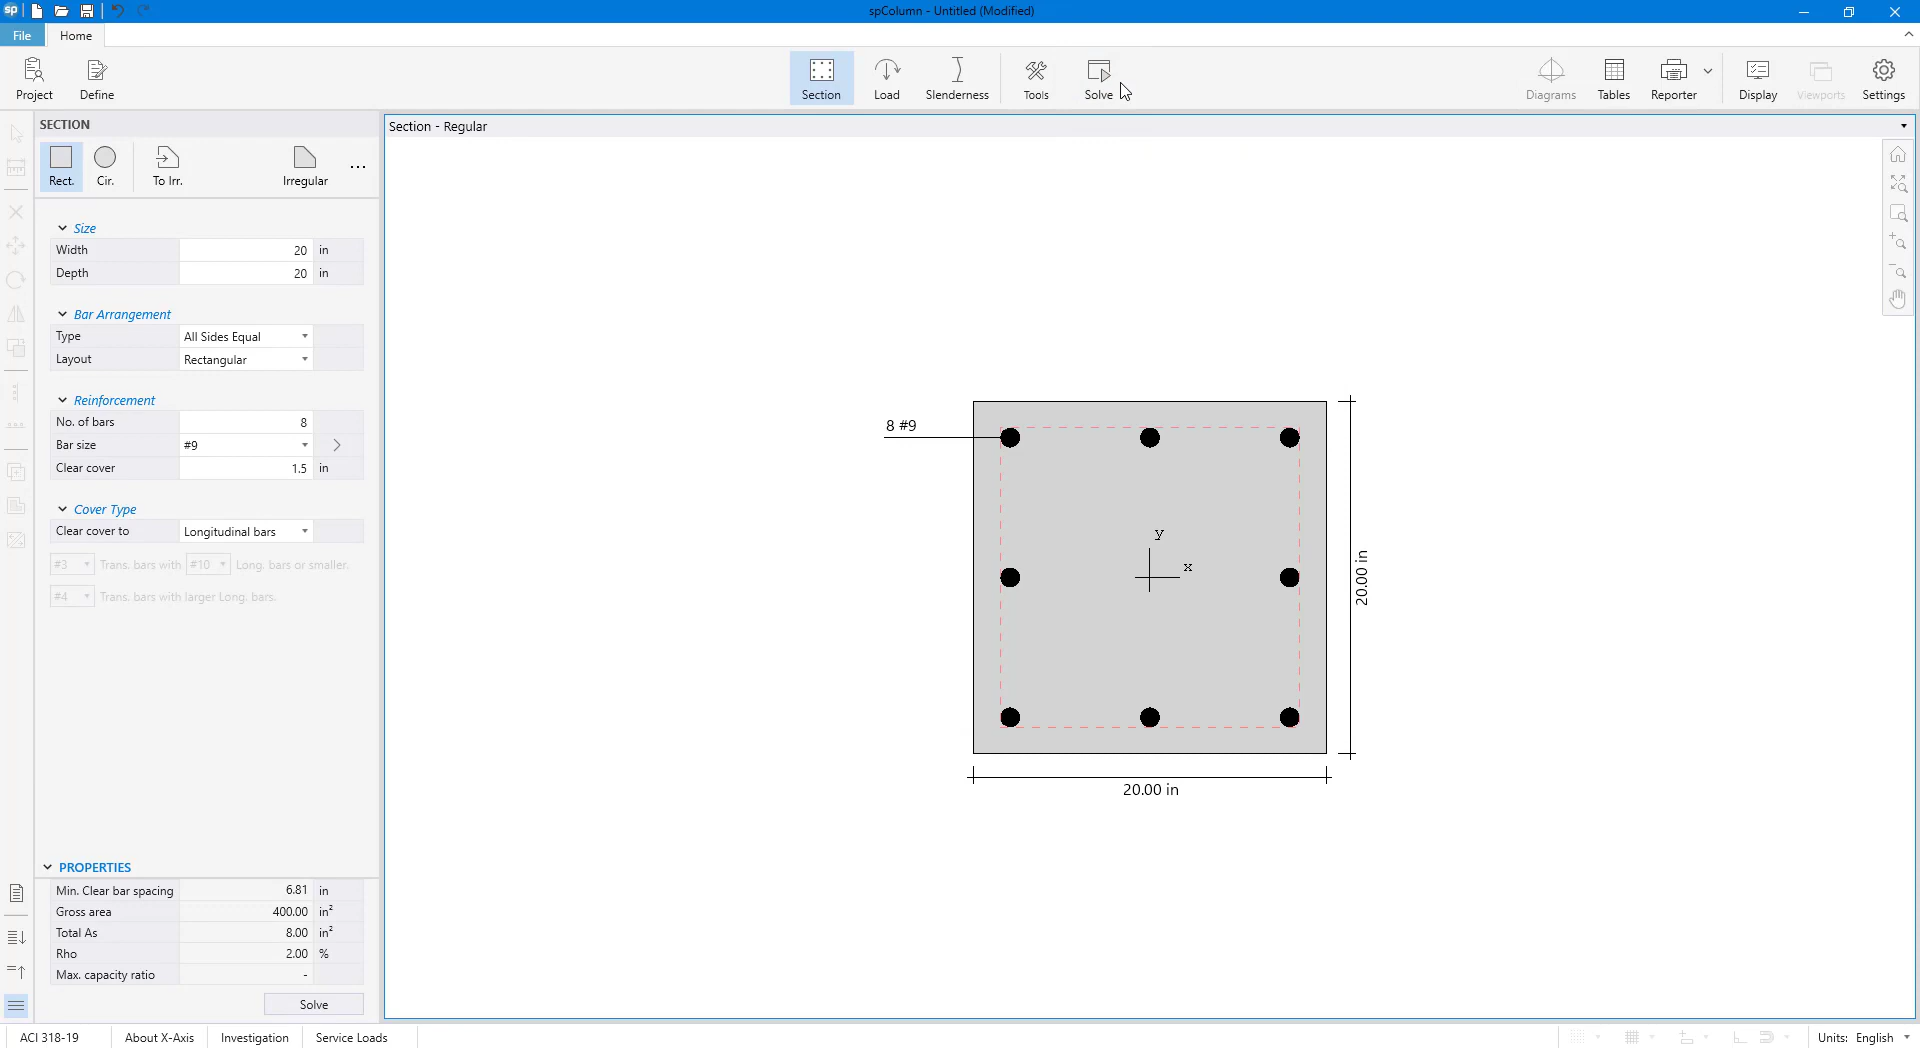 sp
spColumn - Untitled (Modified)
File
Home
Project
Define
Section
Load
Slenderness
Tools
Solve
Diagrams
Tables
Reporter
Display
Viewports
Settings
SECTION
Rect.
Cir.
To Irr.
Irregular
...
Size
Width 20 in
Depth 20 in
Bar Arrangement
Type All Sides Equal
Layout Rectangular
Reinforcement
No. of bars 8
Bar size #9
Clear cover 1.5 in
Cover Type
Clear cover to Longitudinal bars
#3 Trans. bars with #10 Long. bars or smaller.
#4 Trans. bars with larger Long. bars.
PROPERTIES
Min. Clear bar spacing 6.81 in
Gross area 400.00 in²
Total As 8.00 in²
Rho 2.00 %
Max. capacity ratio -
Solve
Section - Regular
8 #9
y
x
20.00 in
20.00 in
ACI 318-19
About X-Axis
Investigation
Service Loads
Units: English